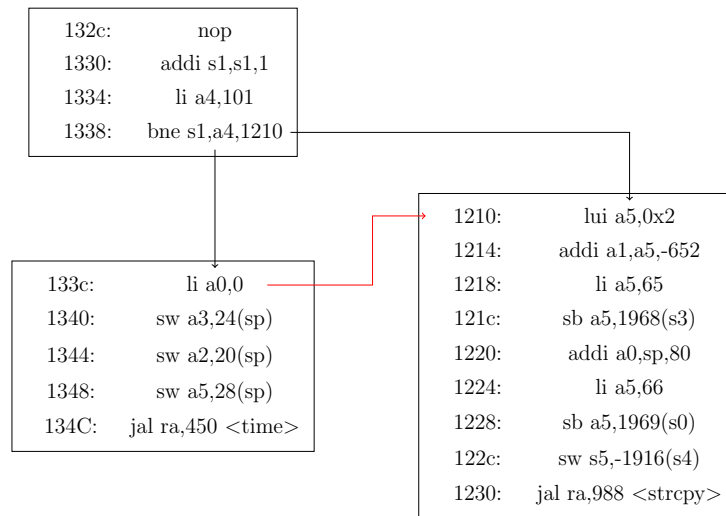 132c: nop
1330: addi s1,s1,1
1334: li a4,101
1338: bne s1,a4,1210
133c: li a0,0
1340: sw a3,24(sp)
1344: sw a2,20(sp)
1348: sw a5,28(sp)
134C: jal ra,450 <time>
1210: lui a5,0x2
1214: addi a1,a5,-652
1218: li a5,65
121c: sb a5,1968(s3)
1220: addi a0,sp,80
1224: li a5,66
1228: sb a5,1969(s0)
122c: sw s5,-1916(s4)
1230: jal ra,988 <strcpy>